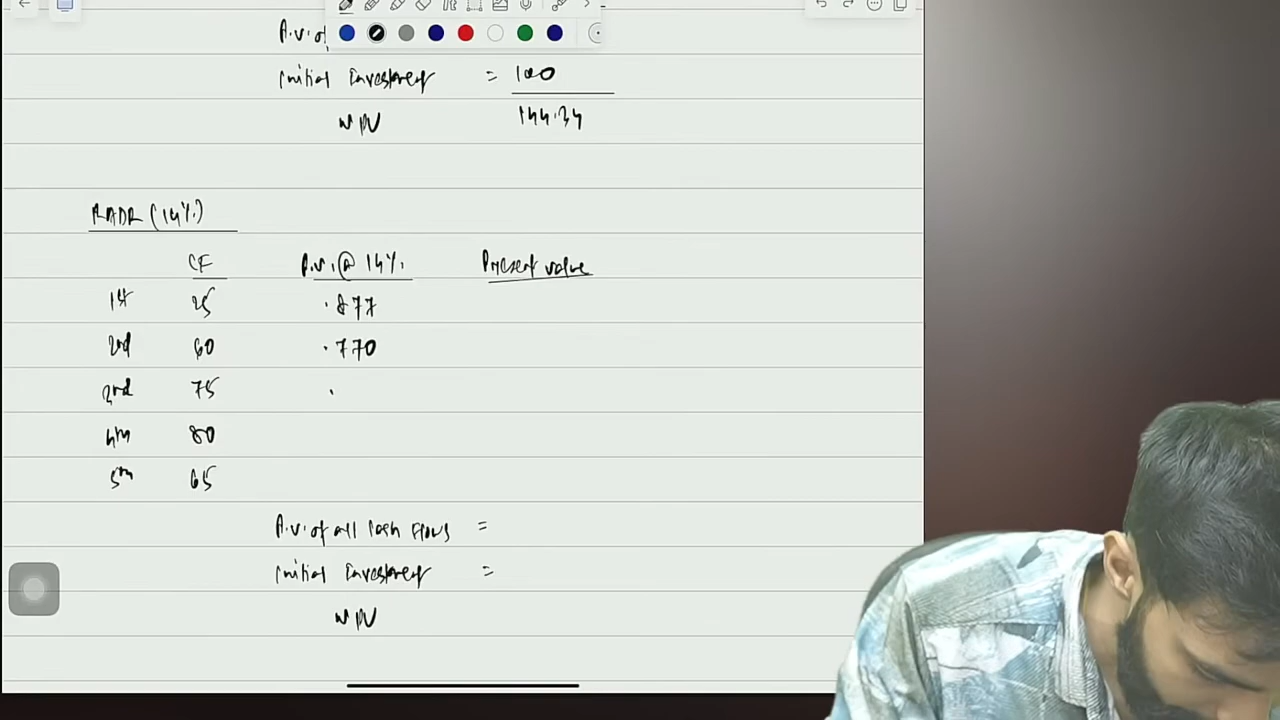 P.V. of
Initial Investment = 100
NPV 144.34
RADR (14%)
CF P.V. @ 14% Present value
1st 25 .877
2nd 60 .770
3rd 75 .
4th 80
5th 65
P.V. of all Cash Flows =
Initial Investment =
NPV